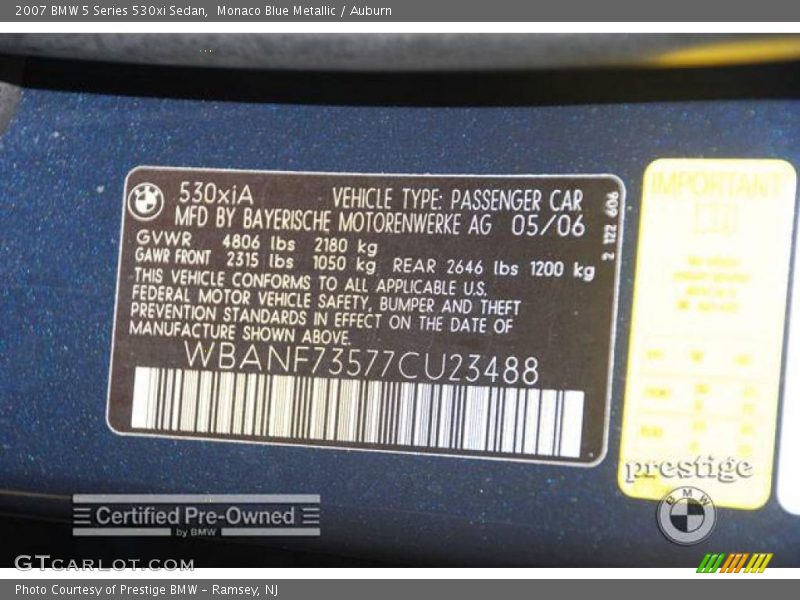 2007 BMW 5 Series 530xi Sedan, Monaco Blue Metallic / Auburn
530xiA VEHICLE TYPE: PASSENGER CAR
MFD BY BAYERISCHE MOTORENWERKE AG 05/06
GVWR 4806 lbs 2180 kg
GAWR FRONT 2315 lbs 1050 kg REAR 2646 lbs 1200 kg
THIS VEHICLE CONFORMS TO ALL APPLICABLE U.S.
FEDERAL MOTOR VEHICLE SAFETY, BUMPER AND THEFT
PREVENTION STANDARDS IN EFFECT ON THE DATE OF
MANUFACTURE SHOWN ABOVE.
WBANF73577CU23488
2 122 606
IMPORTANT
prestige
BMW
Certified Pre-Owned
by BMW
GTcarlot.com
Photo Courtesy of Prestige BMW - Ramsey, NJ